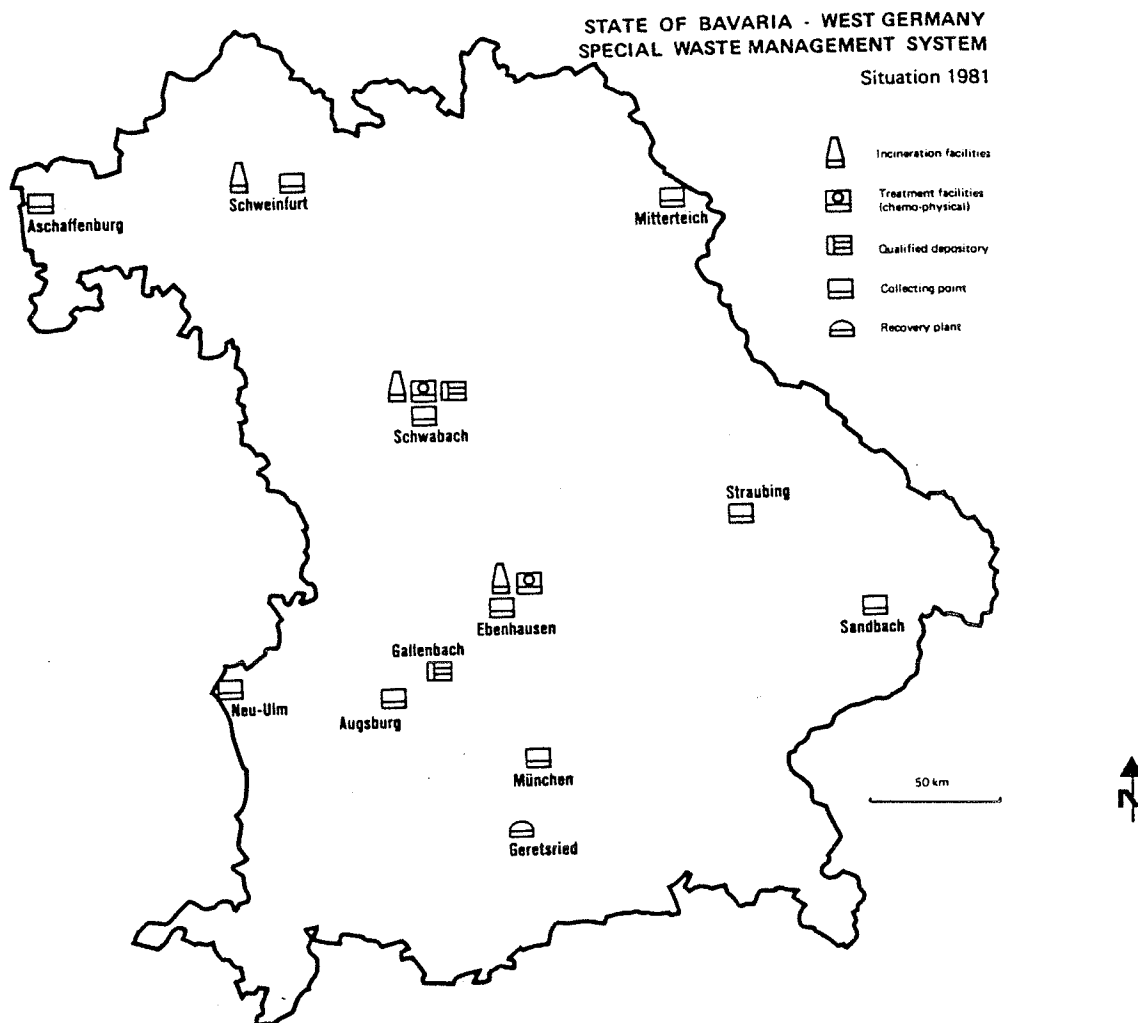 STATE OF BAVARIA - WEST GERMANY
SPECIAL WASTE MANAGEMENT SYSTEM
Situation 1981
Incineration facilities
Treatment facilities
(chemo-physical)
Qualified depository
Collecting point
Recovery plant
Aschaffenburg
Schweinfurt
Mitterteich
Schwabach
Straubing
Ebenhausen
Sandbach
Gallenbach
Neu-Ulm
Augsburg
München
50 km
N
Geretsried